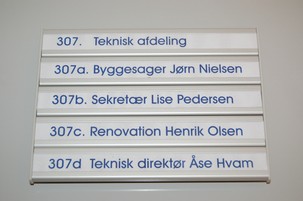 307. Teknisk afdeling
307a. Byggesager Jørn Nielsen
307b. Sekretær Lise Pedersen
307c. Renovation Henrik Olsen
307d Teknisk direktør Åse Hvam